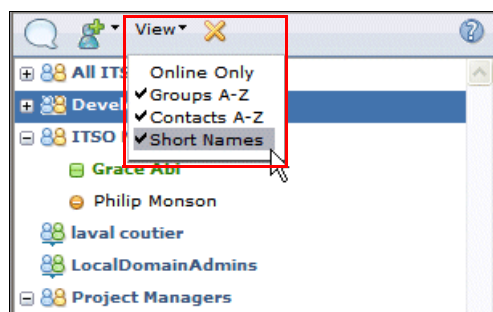 View
All ITS
Online Only
Groups A-Z
Devel
Contacts A-Z
ITSO
Short Names
Grace Abi
Philip Monson
laval coutier
LocalDomainAdmins
Project Managers